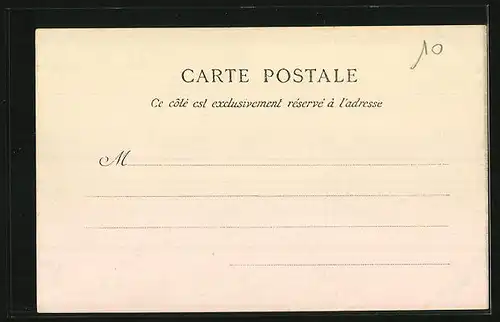 10
CARTE POSTALE
Ce côté est exclusivement réservé à l'adresse
M